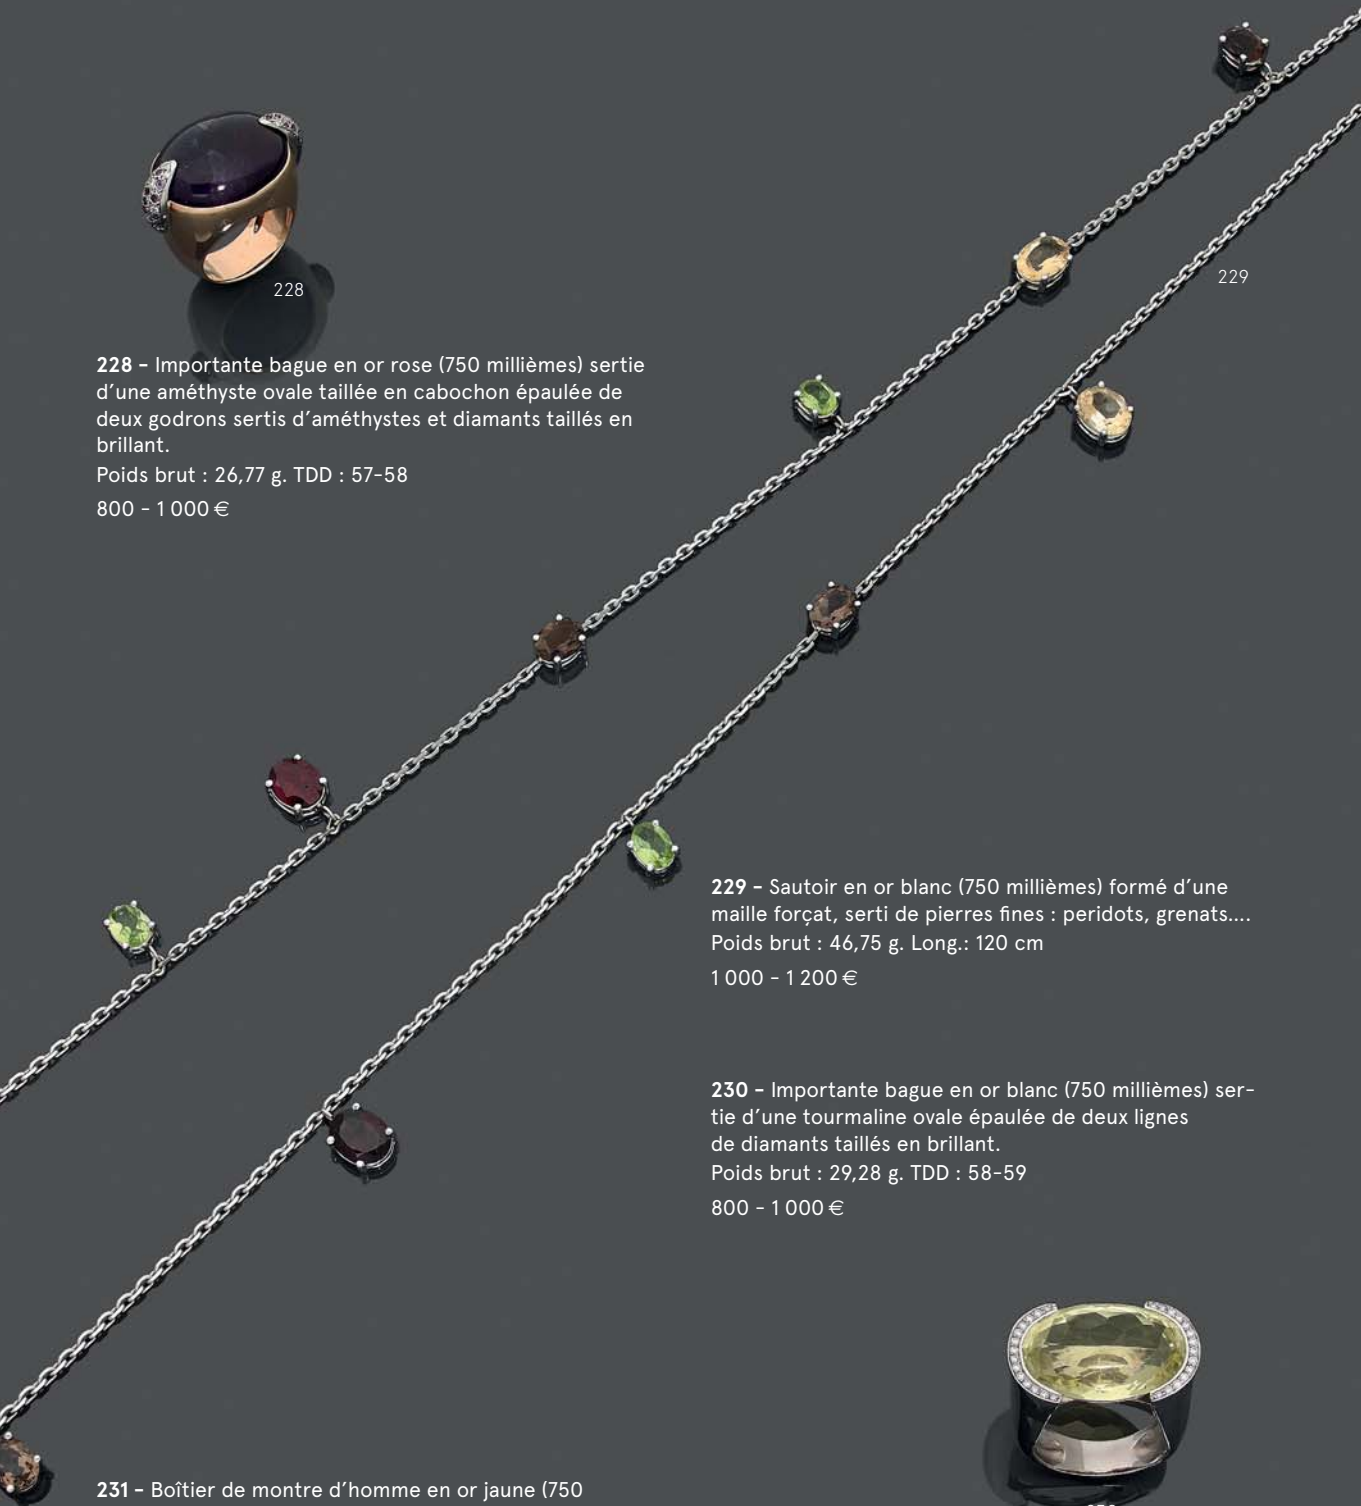 228
229
228 - Importante bague en or rose (750 millièmes) sertie
d’une améthyste ovale taillée en cabochon épaulée de
deux godrons sertis d’améthystes et diamants taillés en
brillant.
Poids brut : 26,77 g. TDD : 57-58
800 - 1 000 €
229 - Sautoir en or blanc (750 millièmes) formé d’une
maille forçat, serti de pierres fines : peridots, grenats....
Poids brut : 46,75 g. Long.: 120 cm
1 000 - 1 200 €
230 - Importante bague en or blanc (750 millièmes) ser-
tie d’une tourmaline ovale épaulée de deux lignes
de diamants taillés en brillant.
Poids brut : 29,28 g. TDD : 58-59
800 - 1 000 €
231 - Boîtier de montre d’homme en or jaune (750